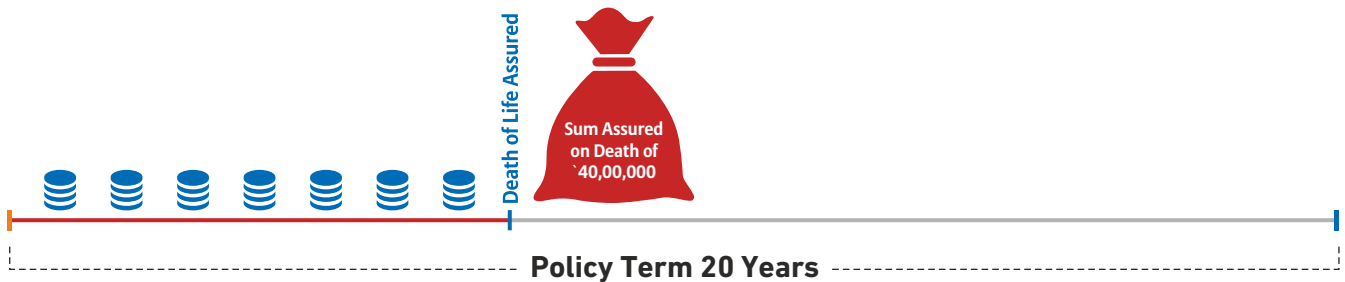 Death of Life Assured
Sum Assured
on Death of
`40,00,000
Policy Term 20 Years